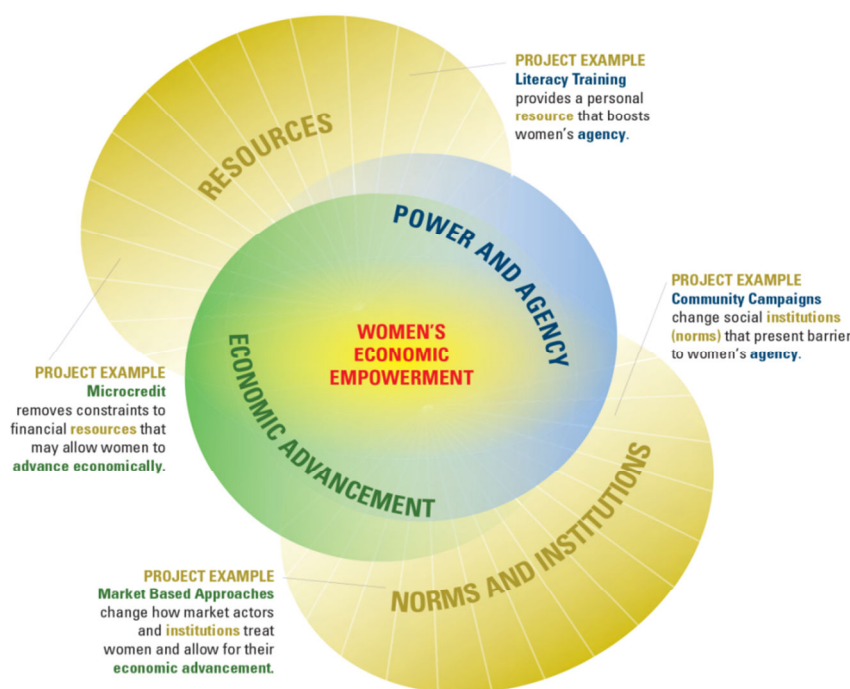 PROJECT EXAMPLE
Literacy Training
provides a personal
resource that boosts
women's agency.
RESOURCES
POWER AND AGENCY
PROJECT EXAMPLE
Community Campaigns
change social institutions
(norms) that present barrier
to women's agency.
WOMEN'S
ECONOMIC
EMPOWERMENT
PROJECT EXAMPLE
Microcredit
removes constraints to
financial resources that
may allow women to
advance economically.
ECONOMIC ADVANCEMENT
NORMS AND INSTITUTIONS
PROJECT EXAMPLE
Market Based Approaches
change how market actors
and institutions treat
women and allow for their
economic advancement.